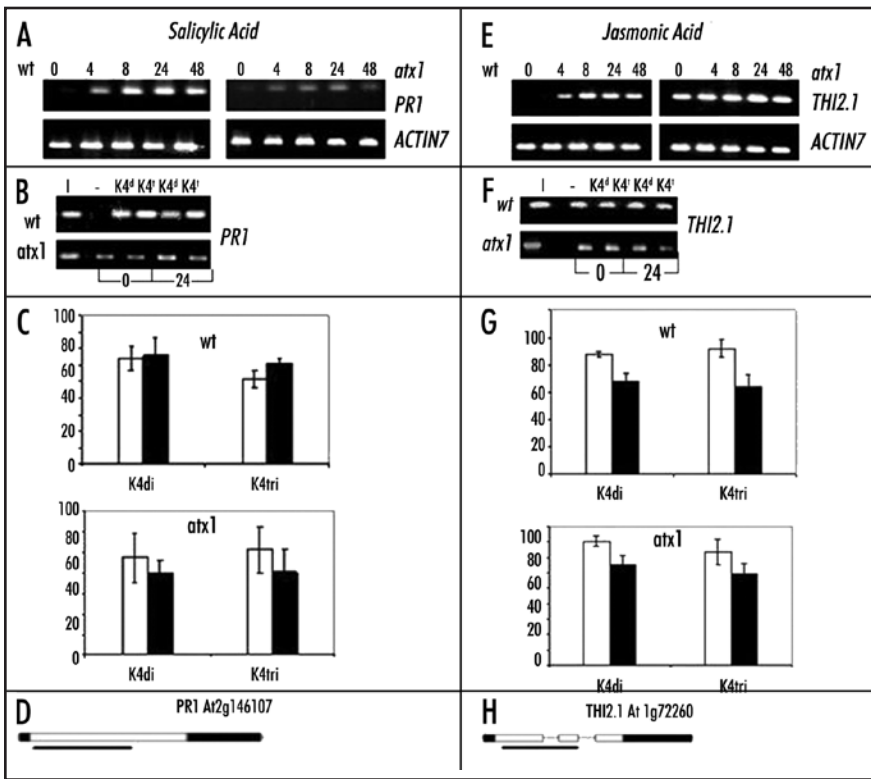 A Salicylic Acid
wt 0 4 8 24 48 0 4 8 24 48 atx1
PR1
ACTIN7
B I - K4d K4t K4d K4t
wt
PR1
atx1
0 24
C
wt
100
80
60
40
20
0
K4di K4tri
atx1
100
80
60
40
20
0
K4di K4tri
D PR1 At2g146107
E Jasmonic Acid
wt 0 4 8 24 48 0 4 8 24 48 atx1
THI2.1
ACTIN7
F I - K4d K4t K4d K4t
wt
THI2.1
atx1
0 24
G
wt
100
80
60
40
20
0
K4di K4tri
atx1
100
80
60
40
20
0
K4di K4tri
H THI2.1 At 1g72260